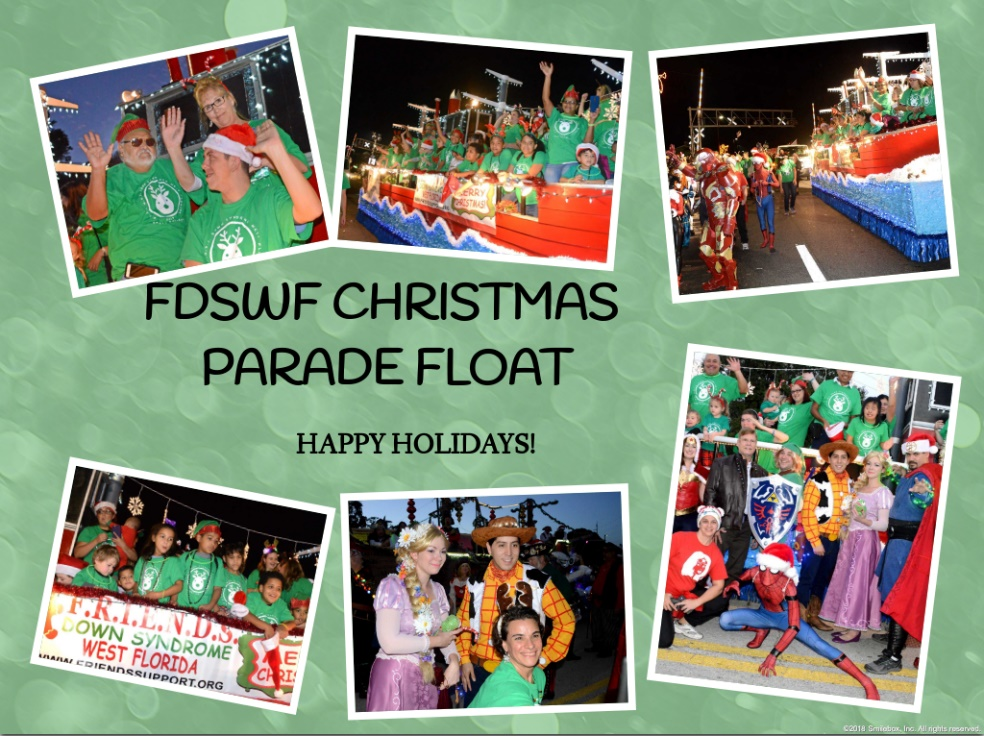 MERRY
CHRISTMAS!
FDSWF CHRISTMAS
PARADE FLOAT
HAPPY HOLIDAYS!
F.R.I.E.N.D.S.
DOWN SYNDROME
WEST FLORIDA
WWW.FRIENDSSUPPORT.ORG
©2018 Smilebox, Inc. All rights reserved.